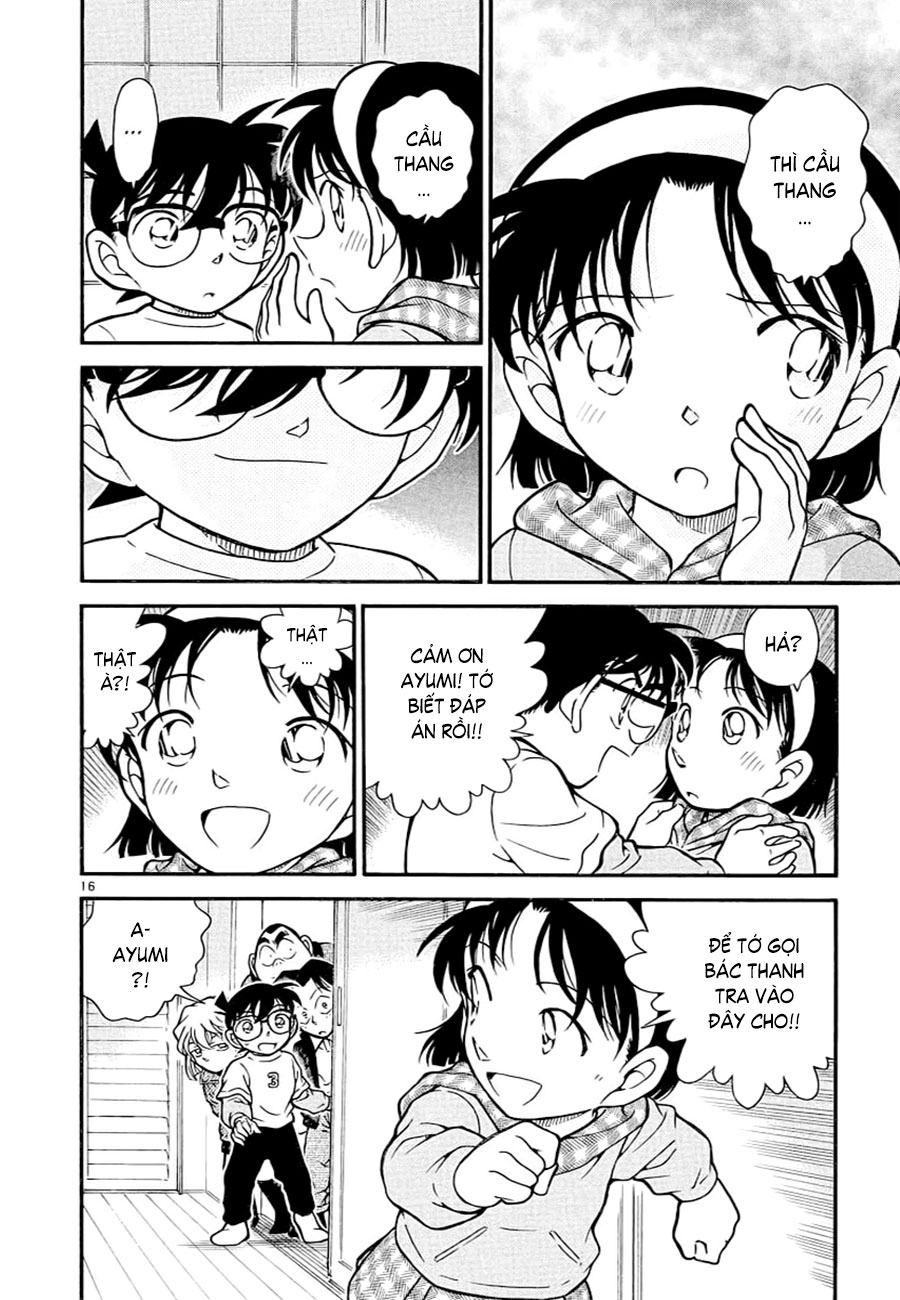 THÌ CẦU
THANG
...
CẦU
THANG
...
...
HẢ?
CẢM ƠN
AYUMI! TỚ
BIẾT ĐÁP
ÁN RỒI!!
THẬT
...
THẬT
À?!
16
ĐỂ TỚ GỌI
BÁC THANH
TRA VÀO
ĐÂY CHO!!
A-
AYUMI
?!
3